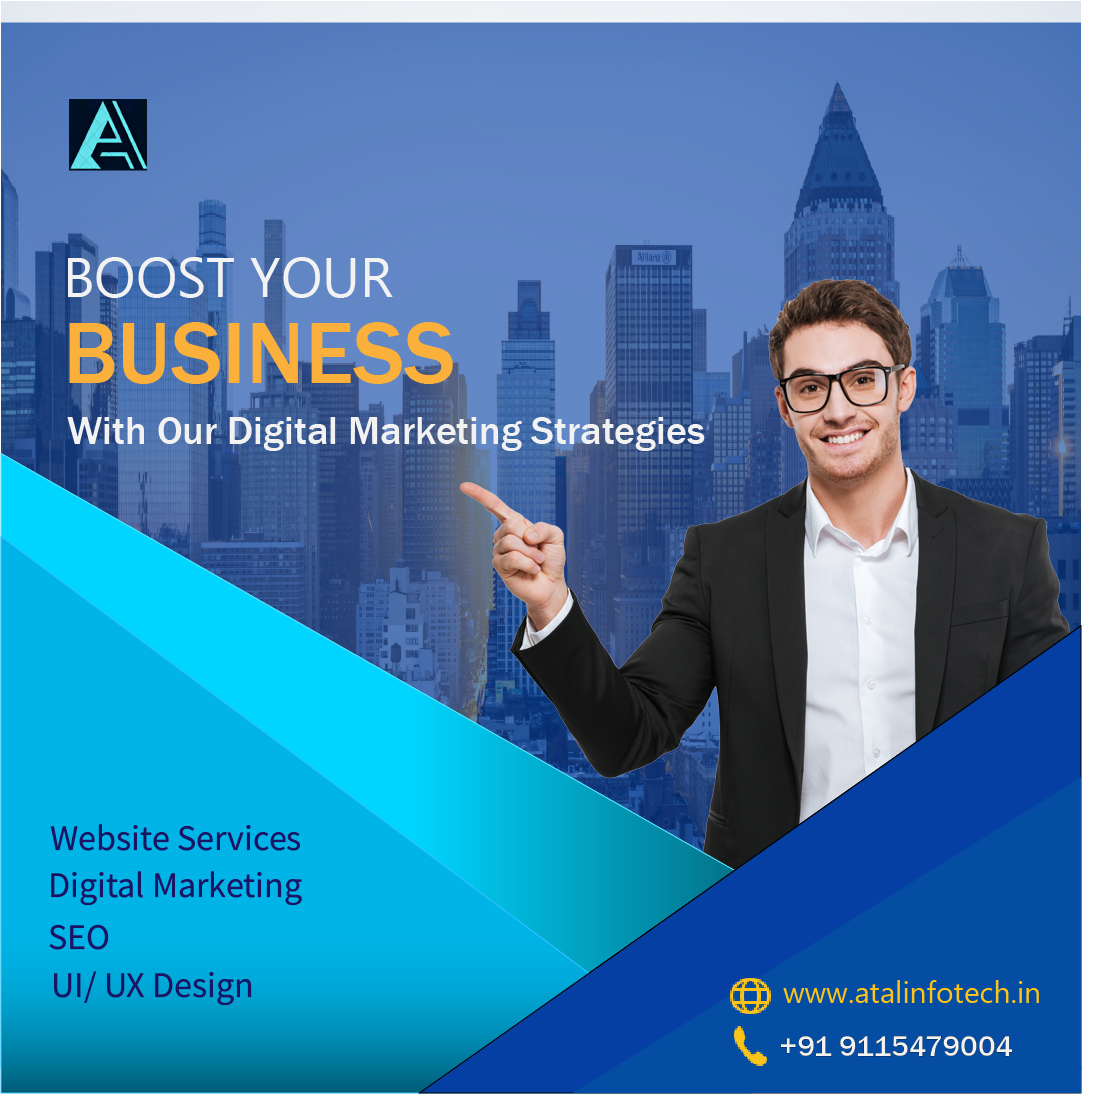 BOOST YOUR
BUSINESS
With Our Digital Marketing Strategies
Allianz
Website Services
Digital Marketing
SEO
UI/ UX Design
www.atalinfotech.in
+91 9115479004